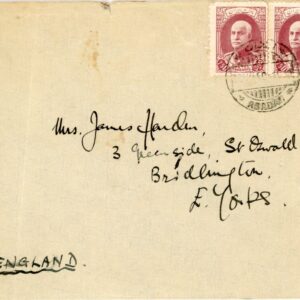 ABADAN
Mrs. James Harden,
3 Greenside, St Oswald
Bridlington,
E. Yorks.
ENGLAND.